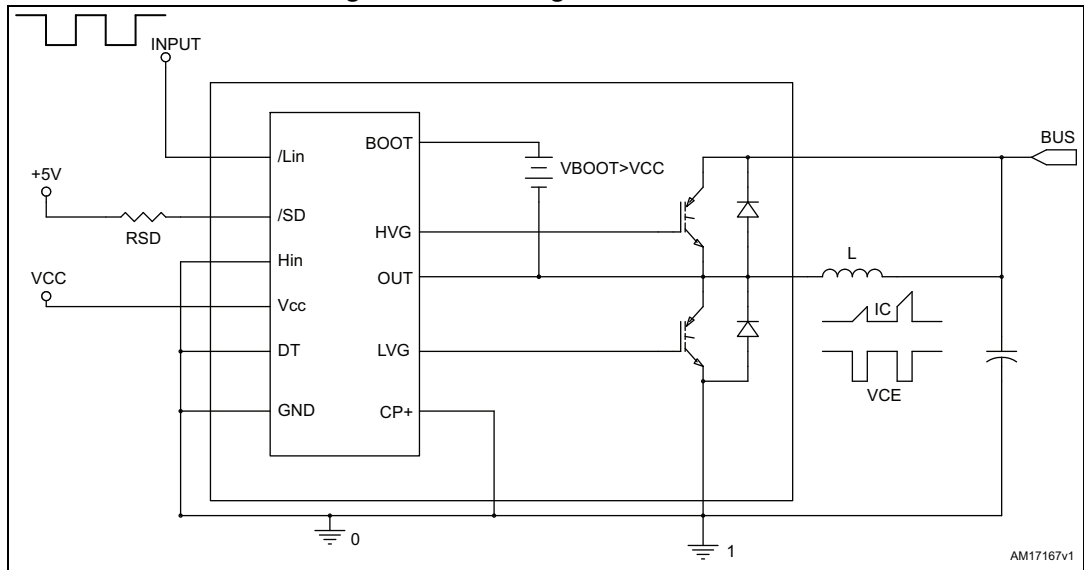 INPUT
BUS
BOOT
/Lin
VBOOT>VCC
+5V
/SD
RSD
HVG
Hin
OUT
L
VCC
Vcc
IC
DT
LVG
VCE
GND
CP+
0
1
AM17167v1